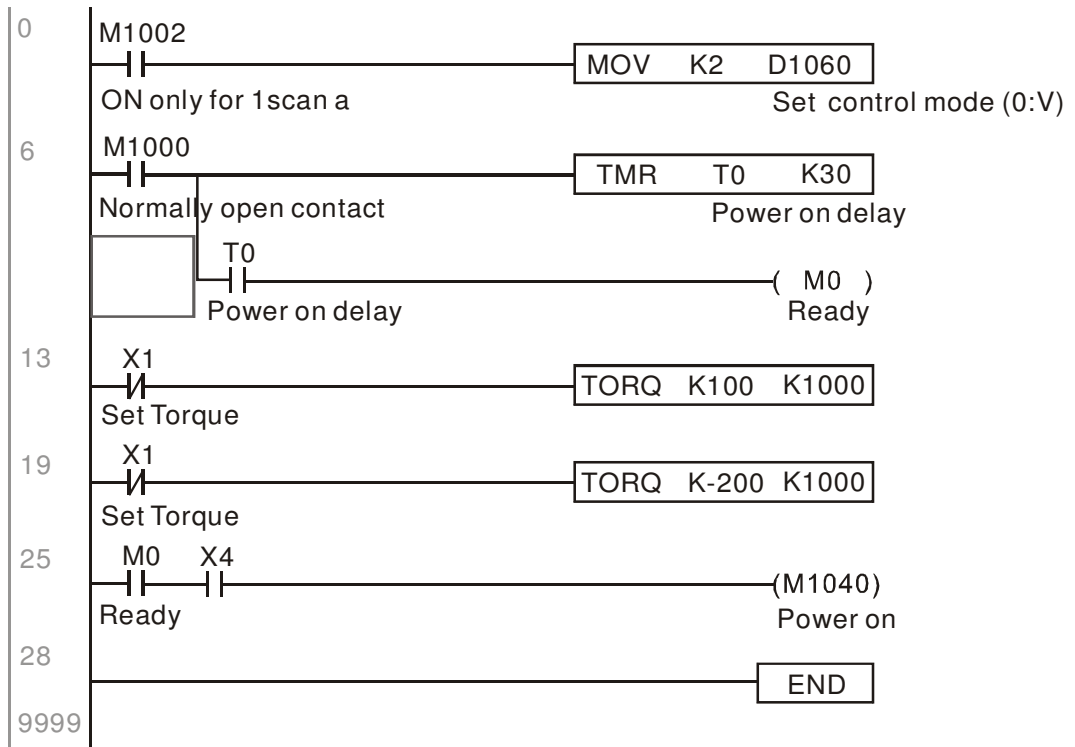 0
M1002
MOV K2 D1060
ON only for 1scan a
Set control mode (0:V)
6
M1000
TMR T0 K30
Normally open contact
Power on delay
T0
( M0 )
Power on delay
Ready
13
X1
TORQ K100 K1000
Set Torque
19
X1
TORQ K-200 K1000
Set Torque
25
M0 X4
(M1040)
Ready
Power on
28
END
9999